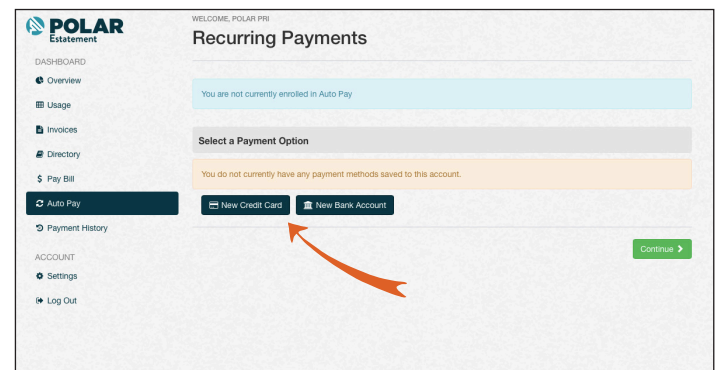 POLAR
Estatement
DASHBOARD
Overview
Usage
Invoices
Directory
$ Pay Bill
Auto Pay
Payment History
ACCOUNT
Settings
Log Out
WELCOME, POLAR PRI
Recurring Payments
You are not currently enrolled in Auto Pay
Select a Payment Option
You do not currently have any payment methods saved to this account.
New Credit Card New Bank Account
Continue